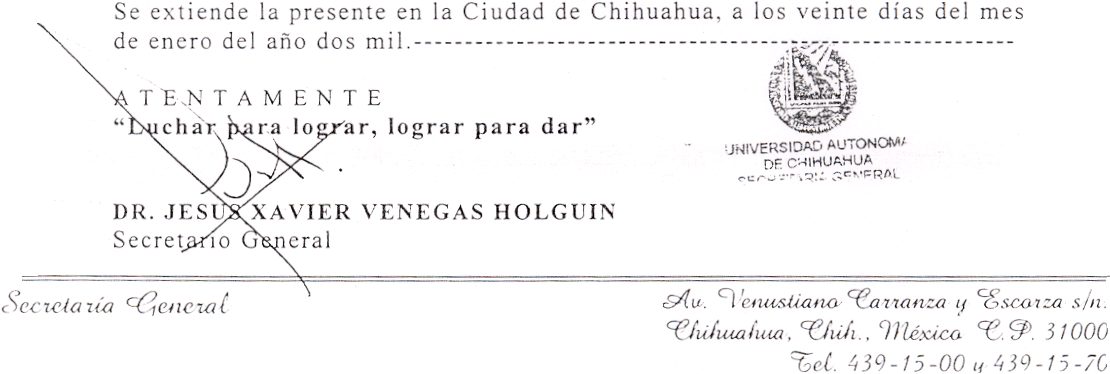 Se extiende la presente en la Ciudad de Chihuahua, a los veinte días del mes
de enero del año dos mil.------------------------------------------------------------
A T E N T A M E N T E
“Luchar para lograr, lograr para dar”
UNIVERSIDAD AUTONOMA
DE CHIHUAHUA
SECRETARIA GENERAL
DR. JESUS XAVIER VENEGAS HOLGUIN
Secretario General
Secretaría General
Av. Venustiano Carranza y Escorza s/n.
Chihuahua, Chih., México C.P. 31000
Tel. 439-15-00 y 439-15-70